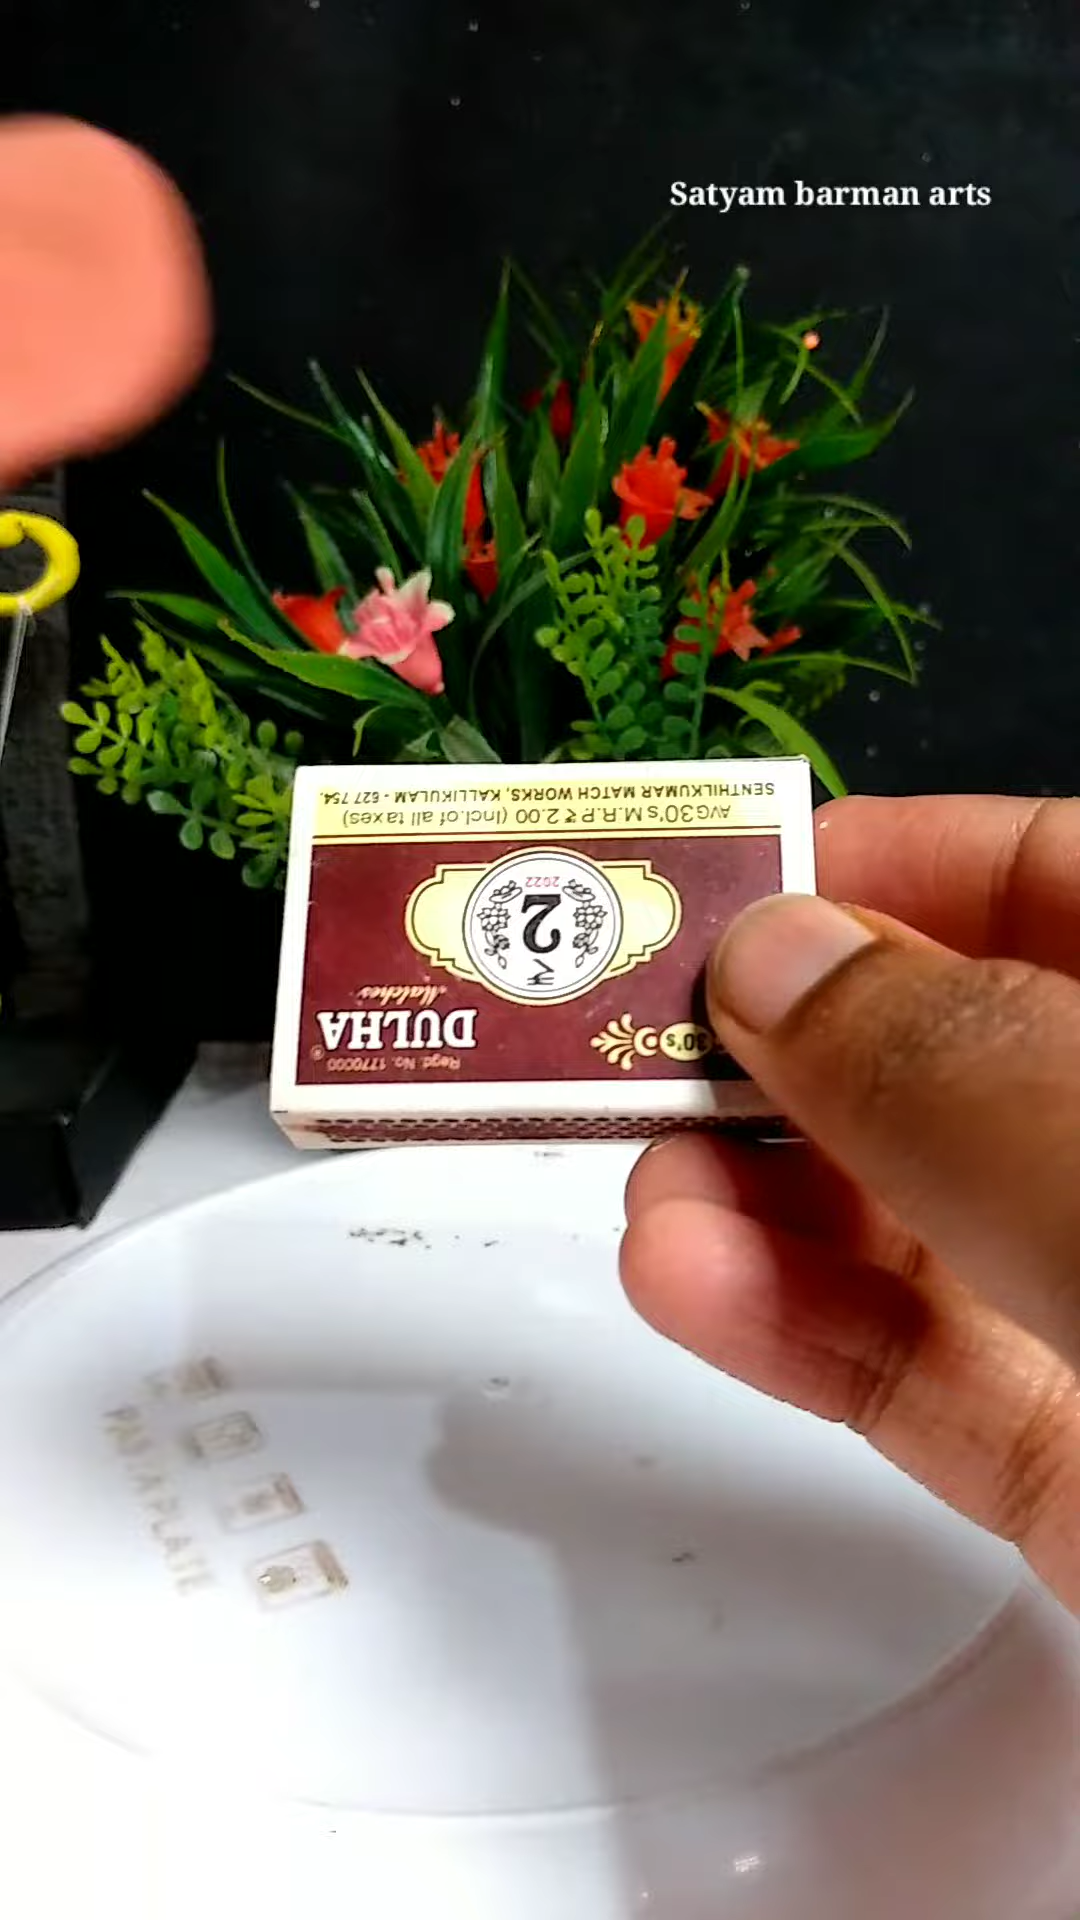 Satyam barman arts
SENTHILKUMAR MATCH WORKS, KALLIKULAM - 627 754.
AVG 30's M.R.P.₹ 2.00 (Incl.of all taxes)
2022
₹ 2
30's
DULHA®
Matches
Regd. No. 1770000
PLATE